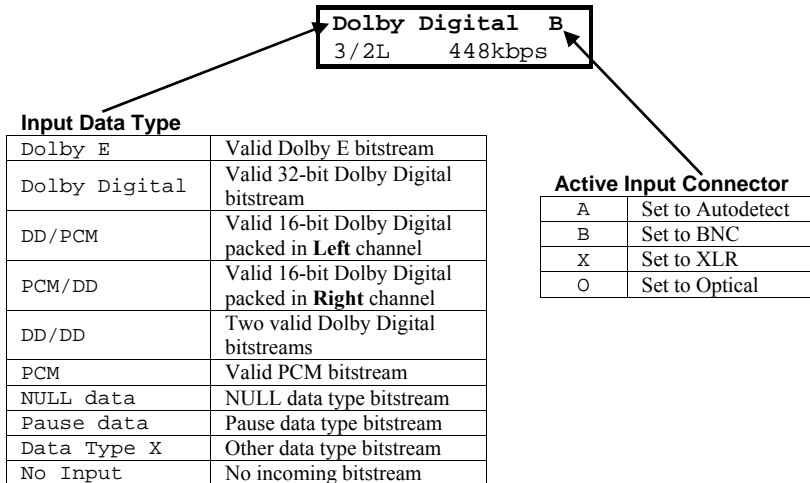 Dolby Digital B
3/2L 448kbps
Input Data Type
Dolby E Valid Dolby E bitstream
Dolby Digital Valid 32-bit Dolby Digital
bitstream
DD/PCM Valid 16-bit Dolby Digital
packed in Left channel
PCM/DD Valid 16-bit Dolby Digital
packed in Right channel
DD/DD Two valid Dolby Digital
bitstreams
PCM Valid PCM bitstream
NULL data NULL data type bitstream
Pause data Pause data type bitstream
Data Type X Other data type bitstream
No Input No incoming bitstream
Active Input Connector
A Set to Autodetect
B Set to BNC
X Set to XLR
O Set to Optical